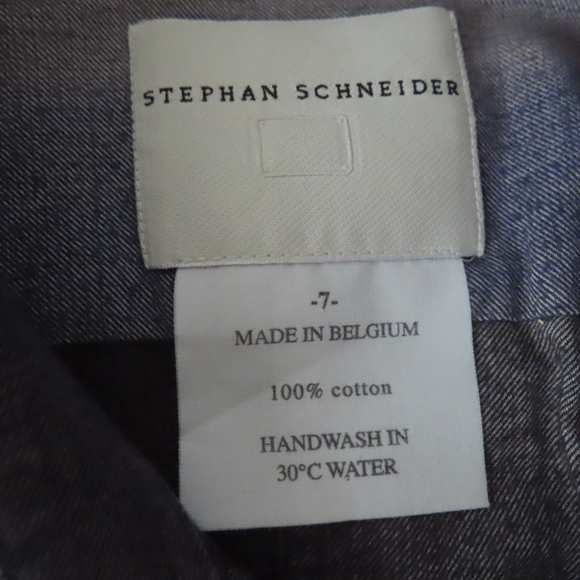 STEPHAN SCHNEIDER
-7-
MADE IN BELGIUM
100% cotton
HANDWASH IN
30°C WATER